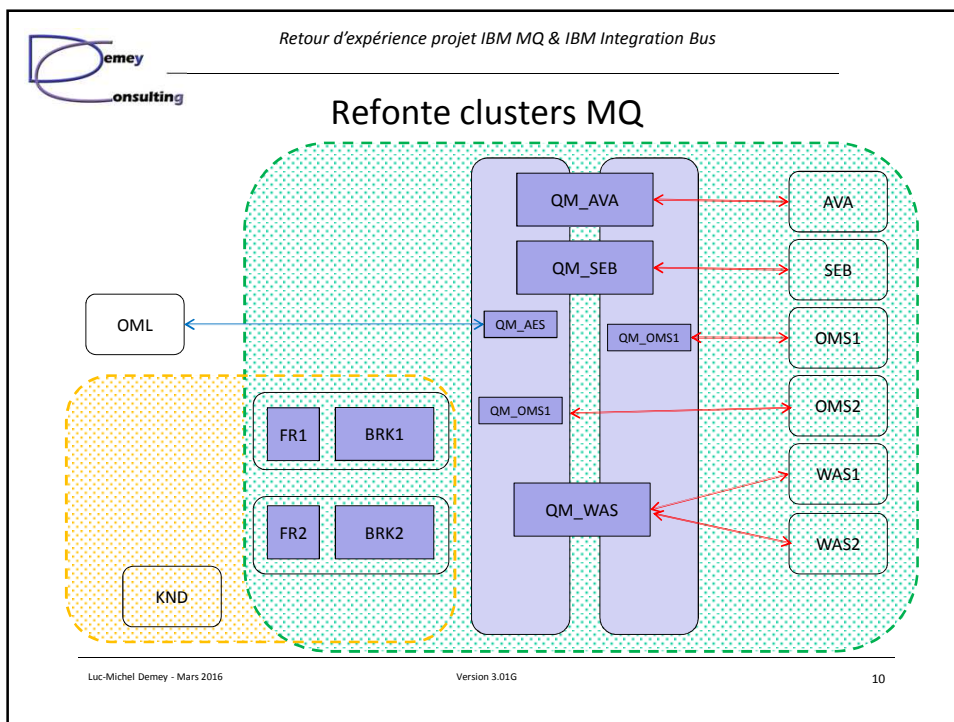 Demey
Consulting
Retour d'expérience projet IBM MQ & IBM Integration Bus
Refonte clusters MQ
QM_AVA
AVA
QM_SEB
SEB
OML
QM_AES
QM_OMS1
OMS1
QM_OMS1
OMS2
FR1
BRK1
WAS1
QM_WAS
FR2
BRK2
WAS2
KND
Luc-Michel Demey - Mars 2016
Version 3.01G
10